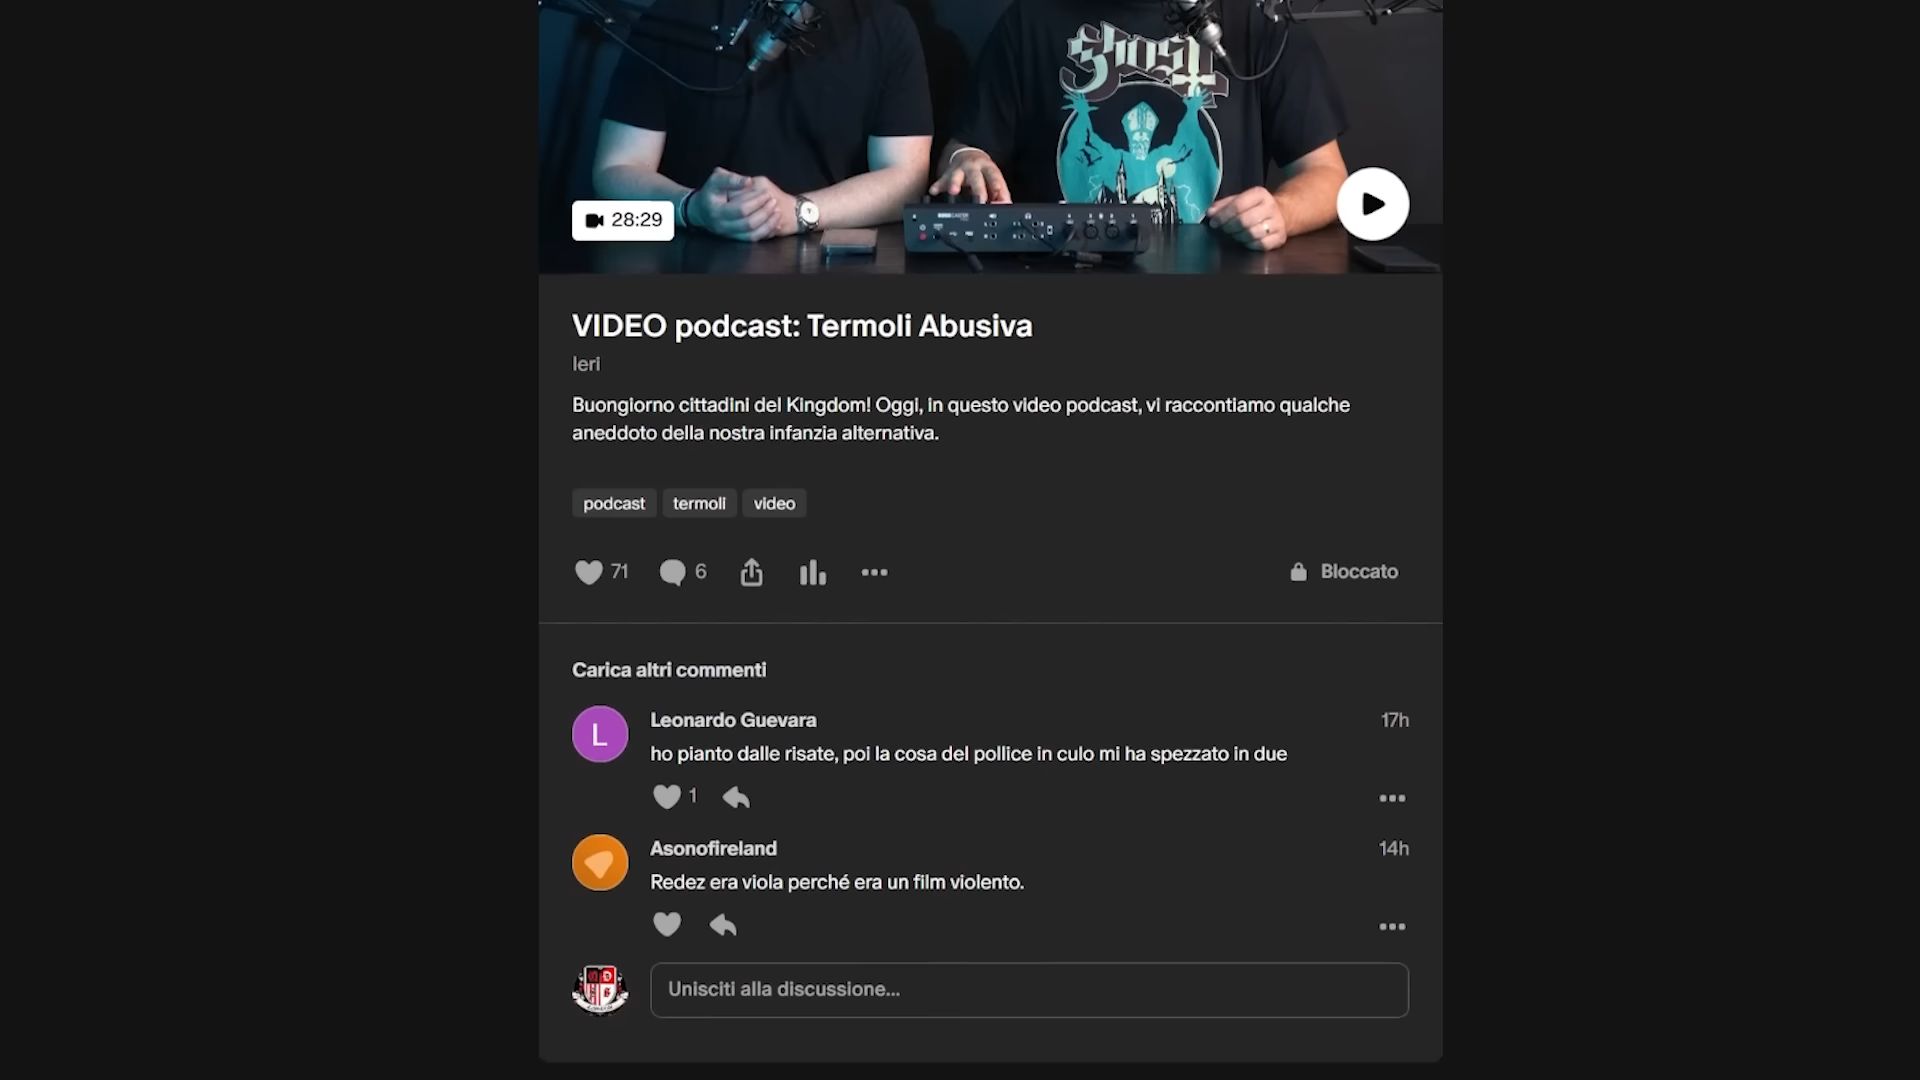 Ghost
28:29
VIDEO podcast: Termoli Abusiva
Ieri
Buongiorno cittadini del Kingdom! Oggi, in questo video podcast, vi raccontiamo qualche
aneddoto della nostra infanzia alternativa.
podcast termoli video
71 6 Bloccato
Carica altri commenti
L Leonardo Guevara 17h
ho pianto dalle risate, poi la cosa del pollice in culo mi ha spezzato in due
1
Asonofireland 14h
Redez era viola perché era un film violento.
Unisciti alla discussione...